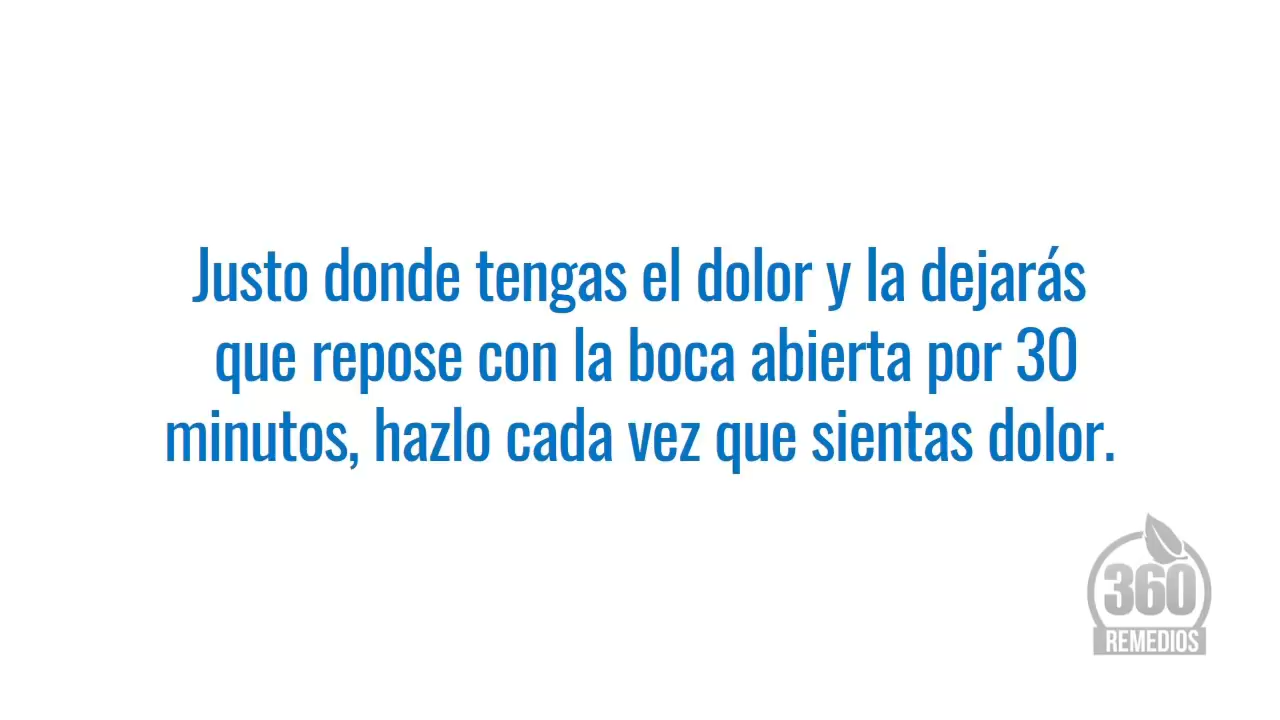 Justo donde tengas el dolor y la dejarás
que repose con la boca abierta por 30
minutos, hazlo cada vez que sientas dolor.
360
REMEDIOS